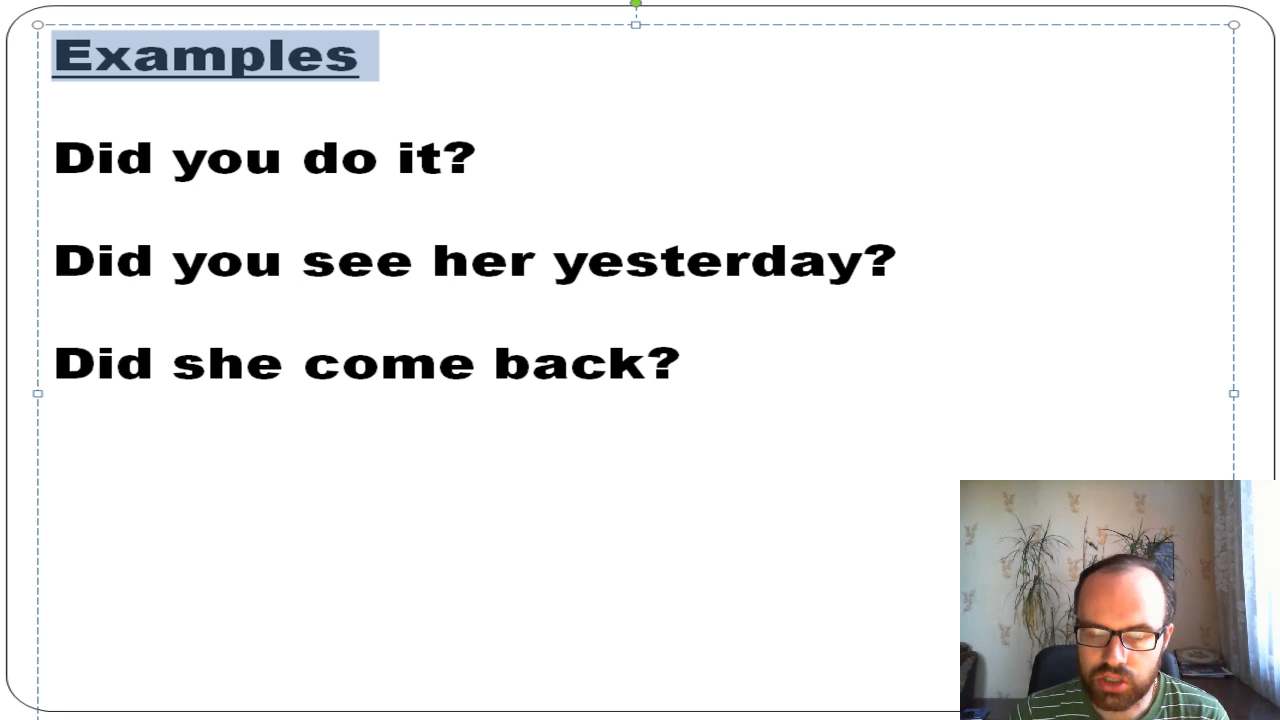 Examples
Did you do it?
Did you see her yesterday?
Did she come back?